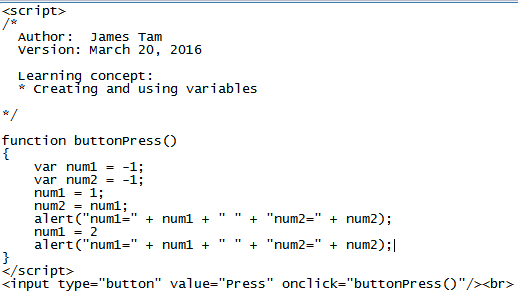 <script>
/*
  Author:  James Tam
  Version: March 20, 2016

  Learning concept:
  * Creating and using variables

*/

function buttonPress()
{
    var num1 = -1;
    var num2 = -1;
    num1 = 1;
    num2 = num1;
    alert("num1=" + num1 + " " + "num2=" + num2);
    num1 = 2
    alert("num1=" + num1 + " " + "num2=" + num2);
}
</script>
<input type="button" value="Press" onclick="buttonPress()"/><br>